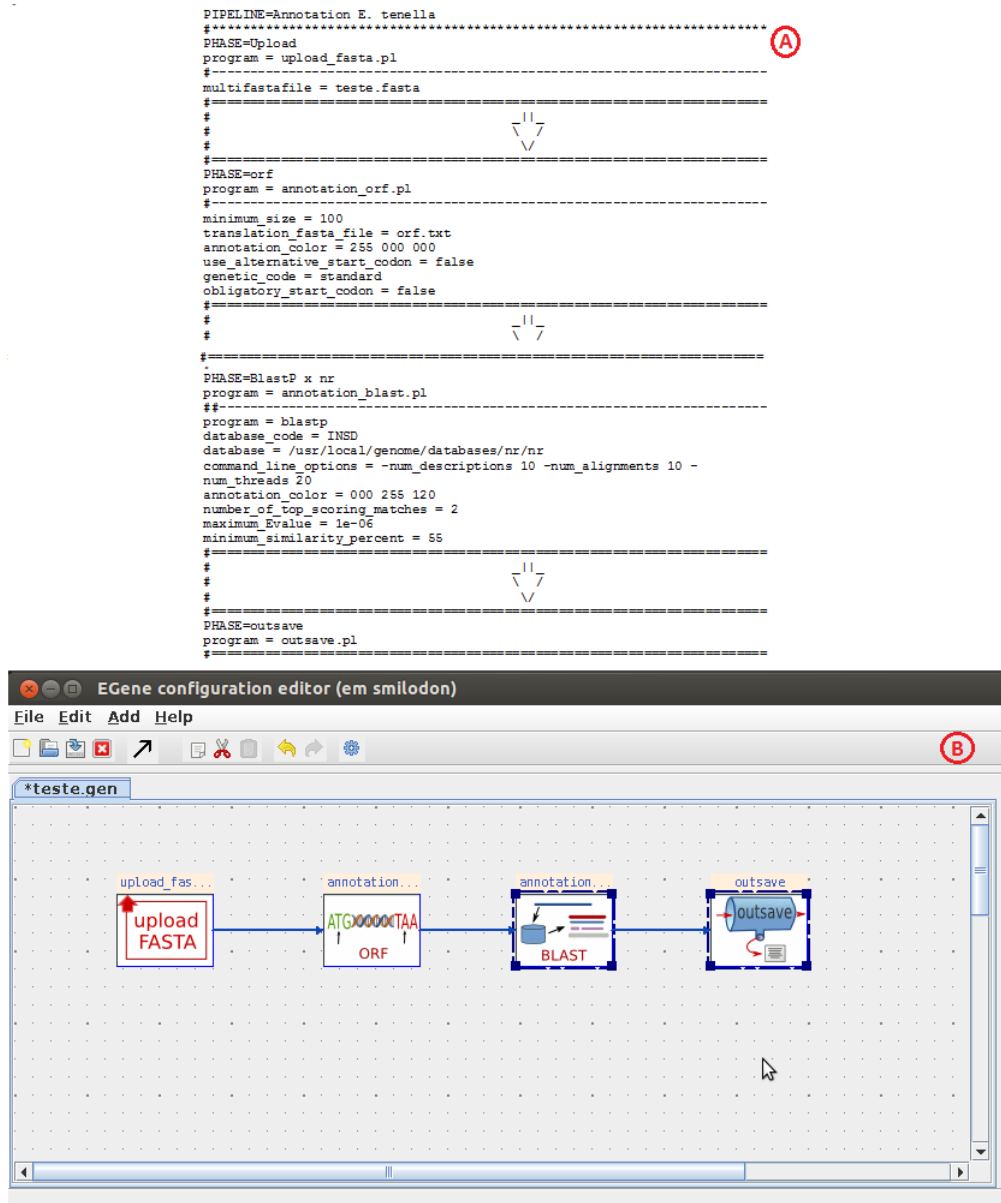 PIPELINE=Annotation E. tenella
#************************************************************************
A
PHASE=Upload
program = upload_fasta.pl
#------------------------------------------------------------------------
multifastafile = teste.fasta
#========================================================================
# _||_
# \  /
# \/
#========================================================================
PHASE=orf
program = annotation_orf.pl
#------------------------------------------------------------------------
minimum_size = 100
translation_fasta_file = orf.txt
annotation_color = 255 000 000
use_alternative_start_codon = false
genetic_code = standard
obligatory_start_codon = false
#========================================================================
# _||_
# \  /
#========================================================================
PHASE=BlastP x nr
program = annotation_blast.pl
##-----------------------------------------------------------------------
program = blastp
database_code = INSD
database = /usr/local/genome/databases/nr/nr
command_line_options = -num_descriptions 10 -num_alignments 10 -
num_threads 20
annotation_color = 000 255 120
number_of_top_scoring_matches = 2
maximum_Evalue = 1e-06
minimum_similarity_percent = 55
#========================================================================
# _||_
# \  /
# \/
#========================================================================
PHASE=outsave
program = outsave.pl
#========================================================================
EGene configuration editor (em smilodon)
File Edit Add Help
B
*teste.gen
upload_fas... annotation... annotation... outsave
upload
FASTA
ATG TAA
ORF
BLAST
outsave